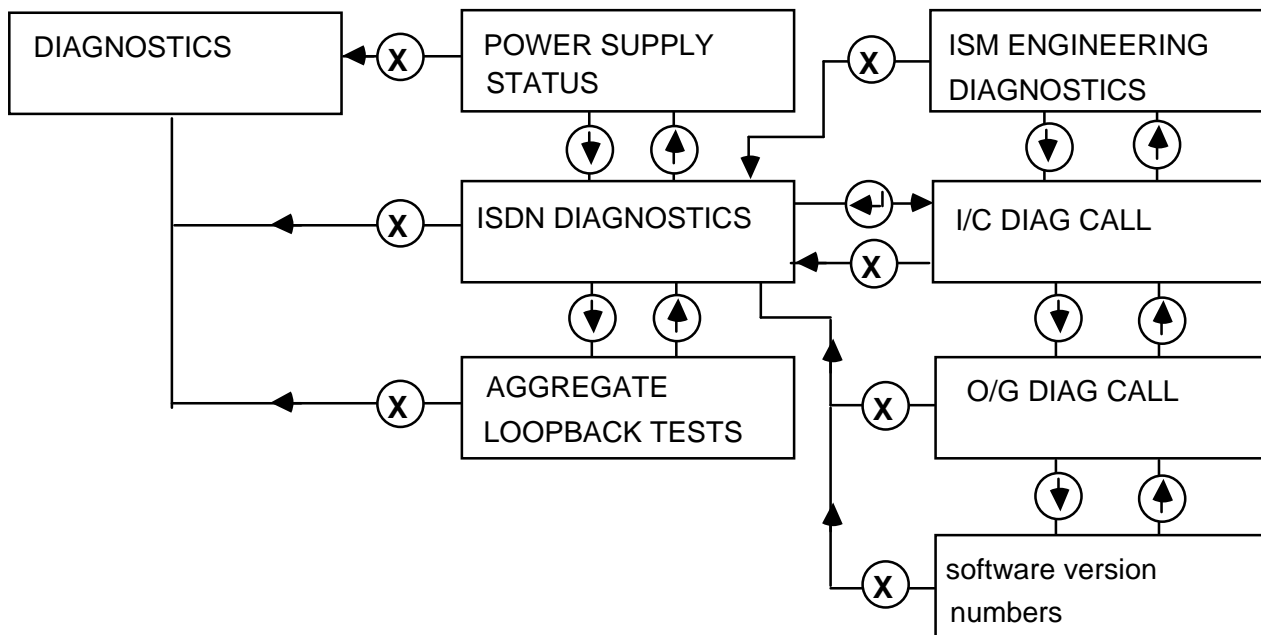 DIAGNOSTICS
X
POWER SUPPLY
STATUS
X
ISM ENGINEERING
DIAGNOSTICS
X
ISDN DIAGNOSTICS
X
I/C DIAG CALL
X
AGGREGATE
LOOPBACK TESTS
X
O/G DIAG CALL
X
software version
numbers